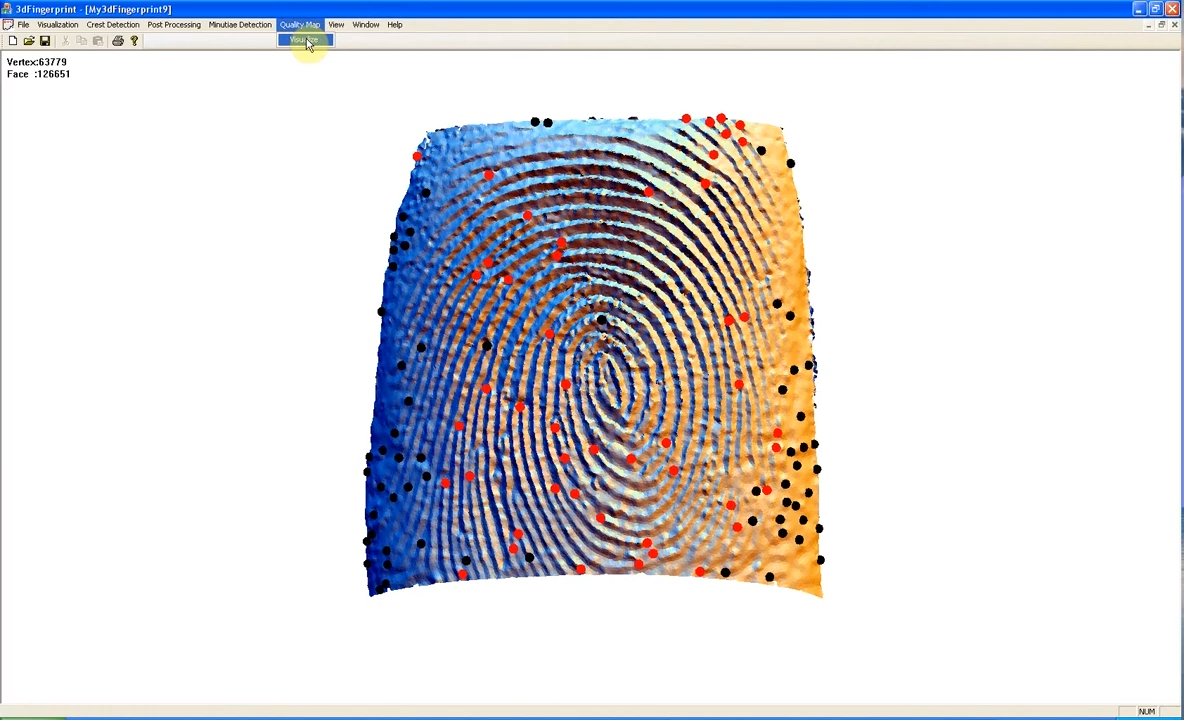 3dFingerprint - [My3dFingerprint9]
File Visualization Crest Detection Post Processing Minutiae Detection Quality Map View Window Help
Visualize
Vertex:63779
Face :126651
NUM